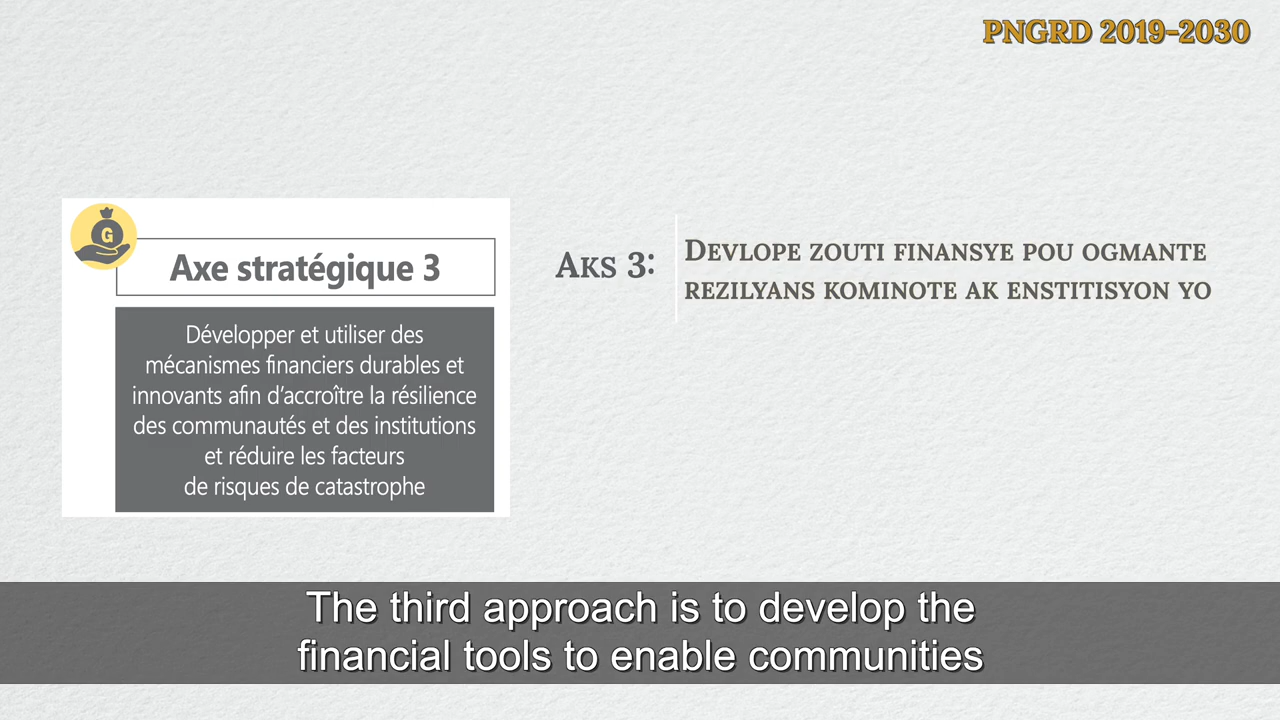 PNGRD 2019-2030
G
Axe stratégique 3
Développer et utiliser des
mécanismes financiers durables et
innovants afin d'accroître la résilience
des communautés et des institutions
et réduire les facteurs
de risques de catastrophe
Aks 3:
Devlope zouti finansye pou ogmante
rezilyans kominote ak enstitisyon yo
The third approach is to develop the
financial tools to enable communities